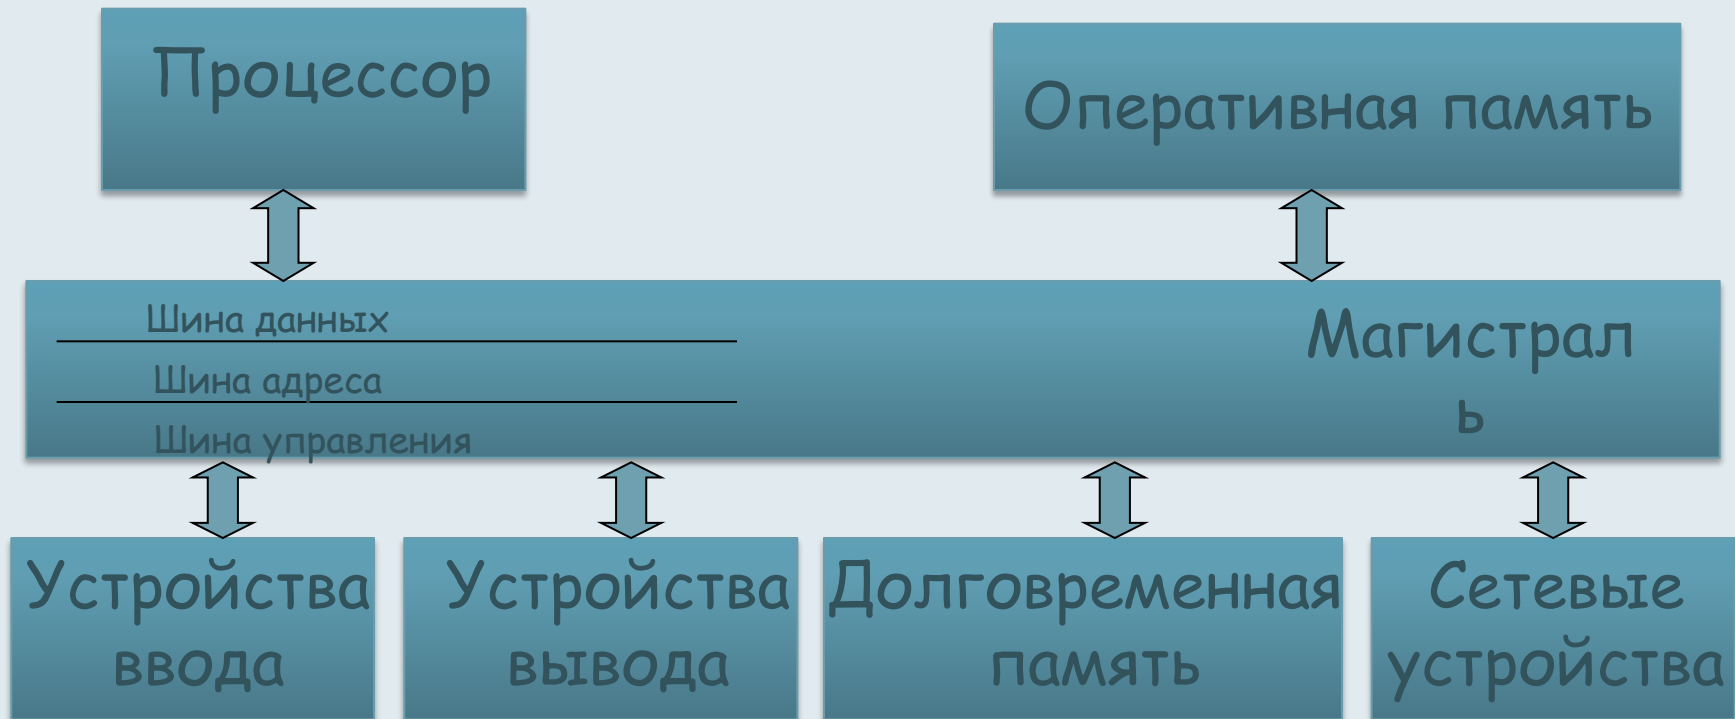 Процессор
Оперативная память
Шина данных
Шина адреса
Шина управления
Магистрал
ь
Устройства
ввода
Устройства
вывода
Долговременная
память
Сетевые
устройства